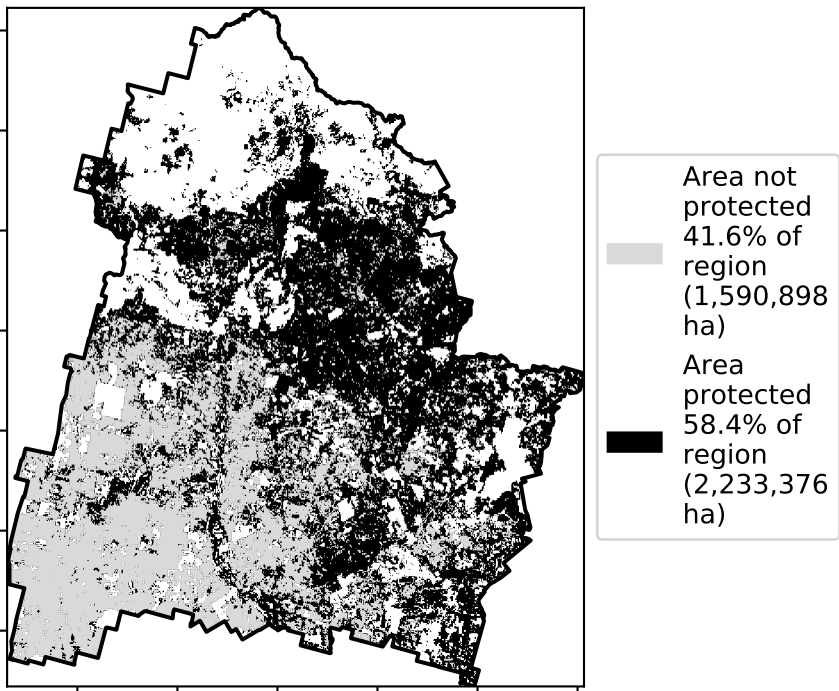 Area not
protected
41.6% of
region
(1,590,898
ha)
Area
protected
58.4% of
region
(2,233,376
ha)